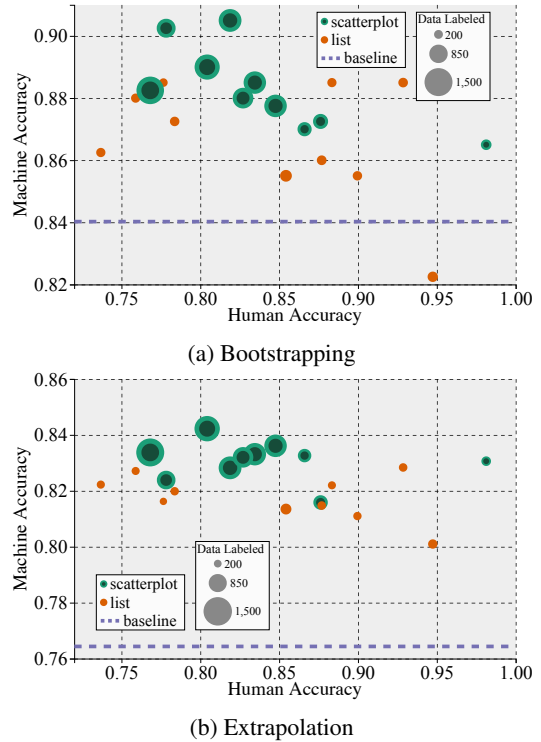 0.90
0.88
0.86
0.84
0.82
Machine Accuracy
scatterplot
list
baseline
Data Labeled
200
850
1,500
0.75 0.80 0.85 0.90 0.95 1.00
Human Accuracy
(a) Bootstrapping
0.86
0.84
0.82
0.80
0.78
0.76
Machine Accuracy
scatterplot
list
baseline
Data Labeled
200
850
1,500
0.75 0.80 0.85 0.90 0.95 1.00
Human Accuracy
(b) Extrapolation